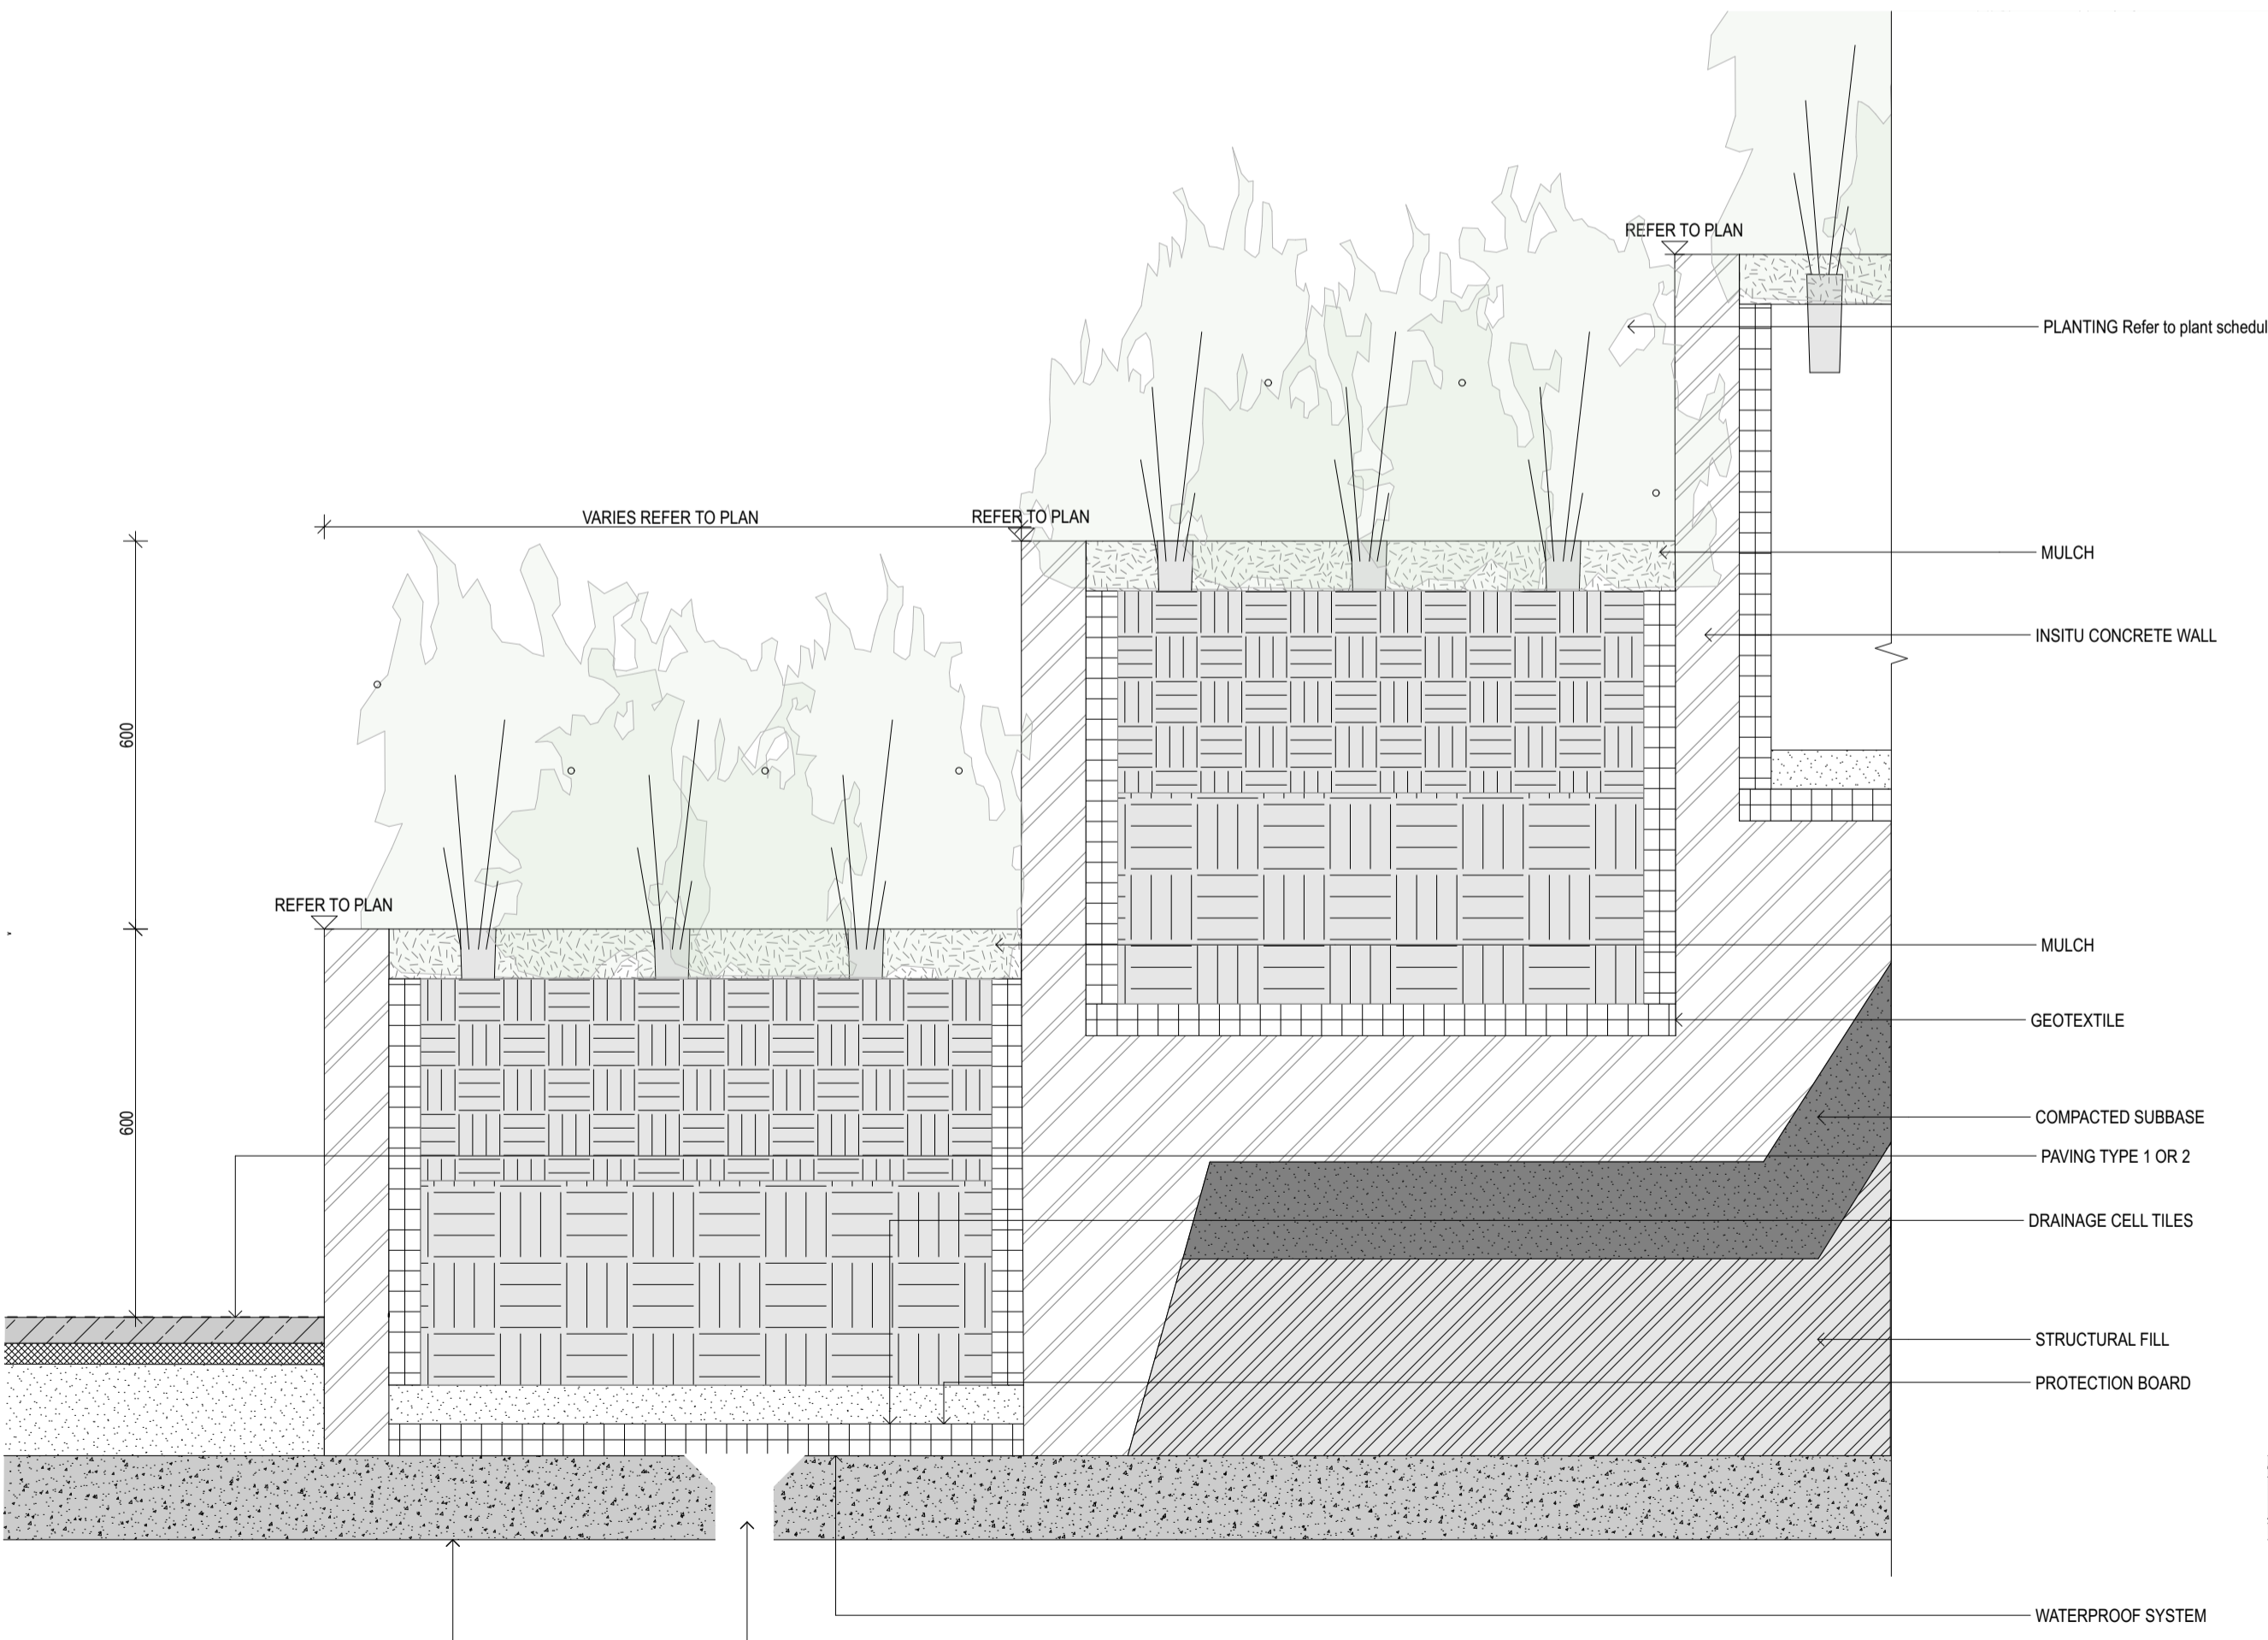 REFER TO PLAN
PLANTING Refer to plant schedul
VARIES REFER TO PLAN
REFER TO PLAN
MULCH
INSITU CONCRETE WALL
600
REFER TO PLAN
MULCH
GEOTEXTILE
COMPACTED SUBBASE
600
PAVING TYPE 1 OR 2
DRAINAGE CELL TILES
STRUCTURAL FILL
PROTECTION BOARD
WATERPROOF SYSTEM